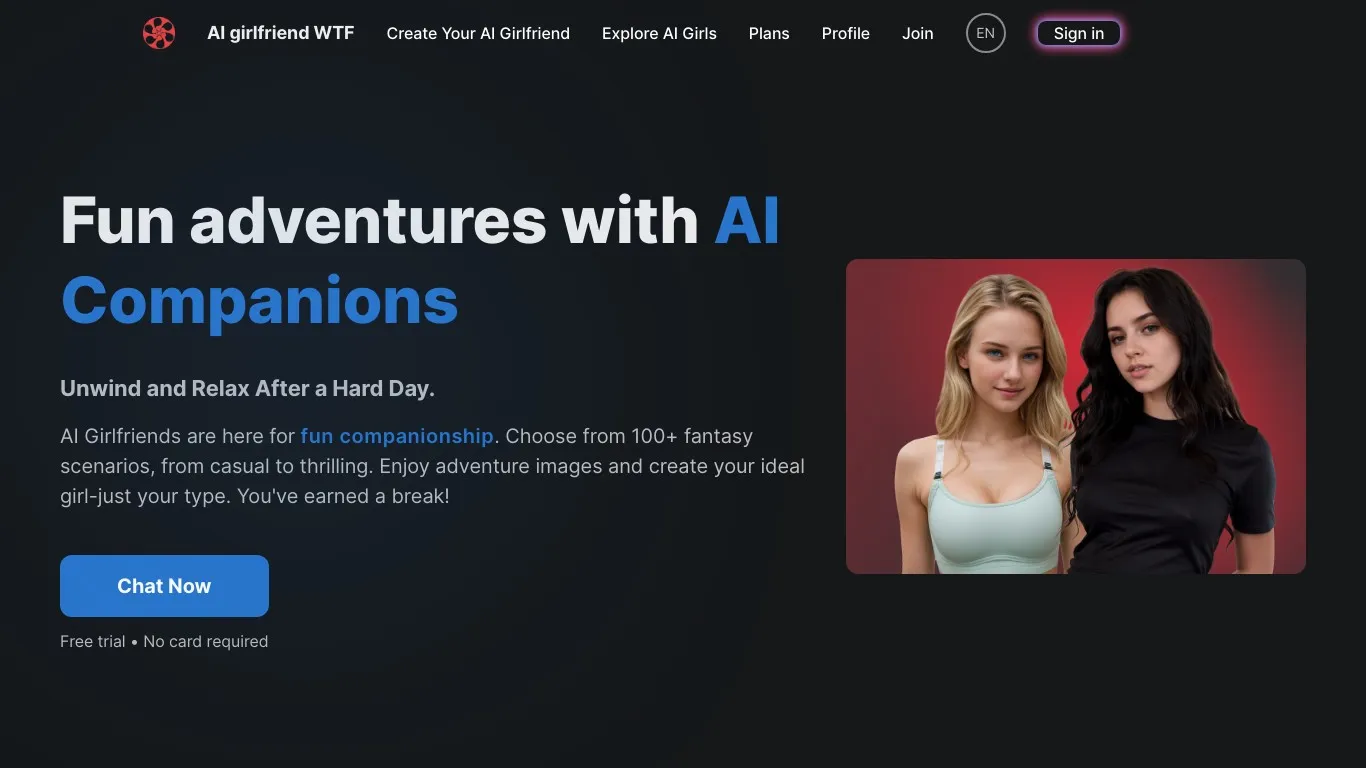 AI girlfriend WTF
Create Your AI Girlfriend
Explore AI Girls
Plans
Profile
Join
EN
Sign in
Fun adventures with AI
Companions
Unwind and Relax After a Hard Day.
AI Girlfriends are here for fun companionship. Choose from 100+ fantasy
scenarios, from casual to thrilling. Enjoy adventure images and create your ideal
girl-just your type. You've earned a break!
Chat Now
Free trial • No card required